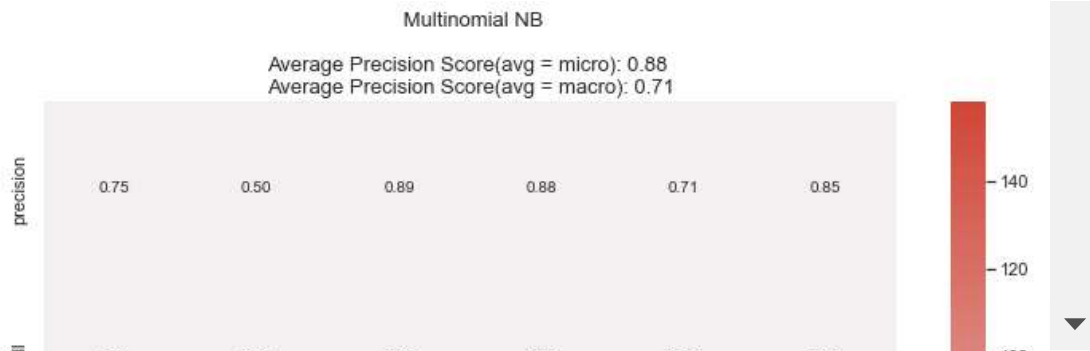 Multinomial NB
Average Precision Score(avg = micro): 0.88
Average Precision Score(avg = macro): 0.71
precision
0.75 0.50 0.89 0.88 0.71 0.85
140
120